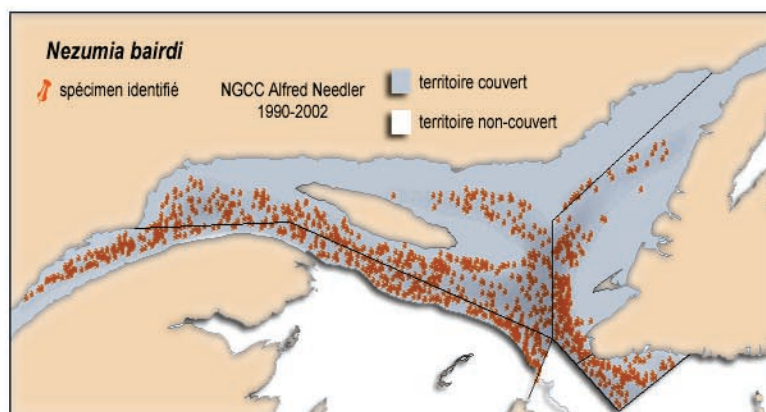 Nezumia bairdi
spécimen identifié
NGCC Alfred Needler
1990-2002
territoire couvert
territoire non-couvert